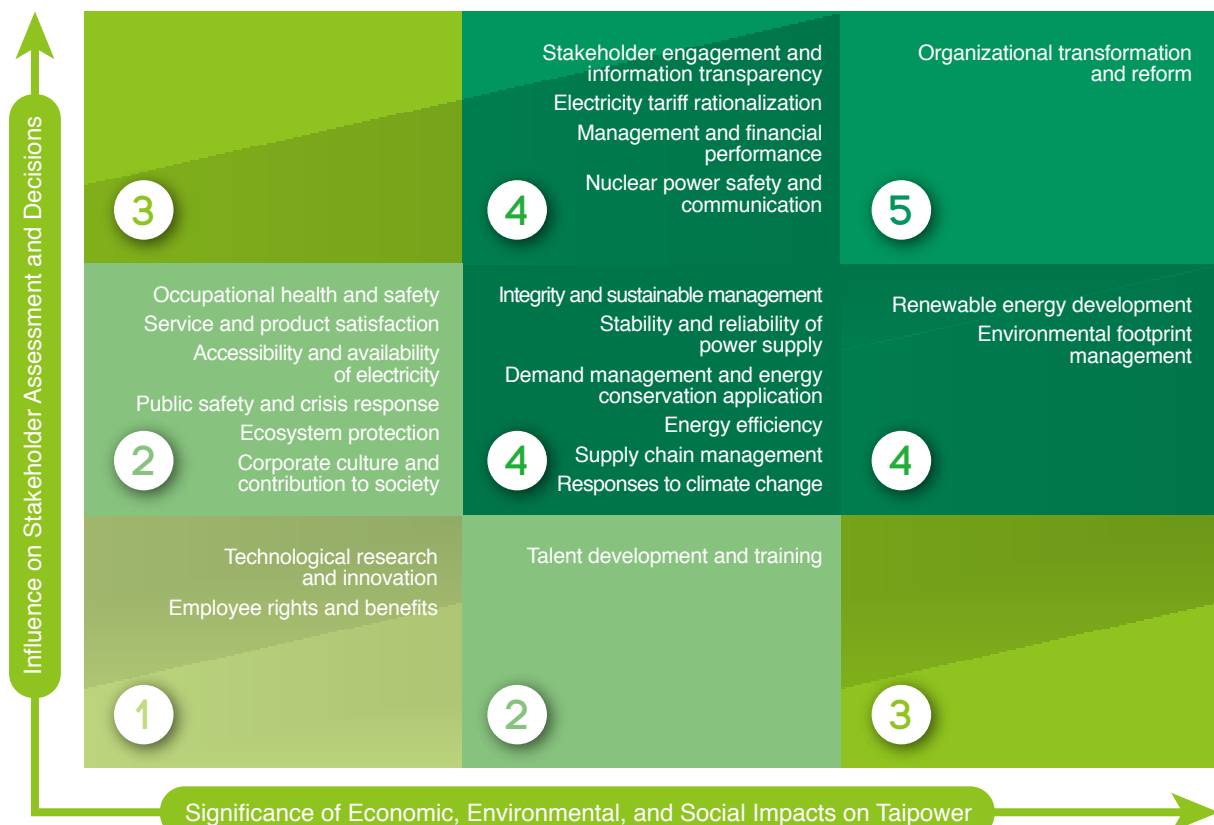 Influence on Stakeholder Assessment and Decisions
3
Stakeholder engagement and
information transparency
Electricity tariff rationalization
Management and financial
performance
Nuclear power safety and
communication
4
Organizational transformation
and reform
5
Occupational health and safety
Service and product satisfaction
Accessibility and availability
of electricity
Public safety and crisis response
Ecosystem protection
Corporate culture and
contribution to society
2
Integrity and sustainable management
Stability and reliability of
power supply
Demand management and energy
conservation application
Energy efficiency
Supply chain management
Responses to climate change
4
Renewable energy development
Environmental footprint
management
4
Technological research
and innovation
Employee rights and benefits
1
Talent development and training
2
3
Significance of Economic, Environmental, and Social Impacts on Taipower